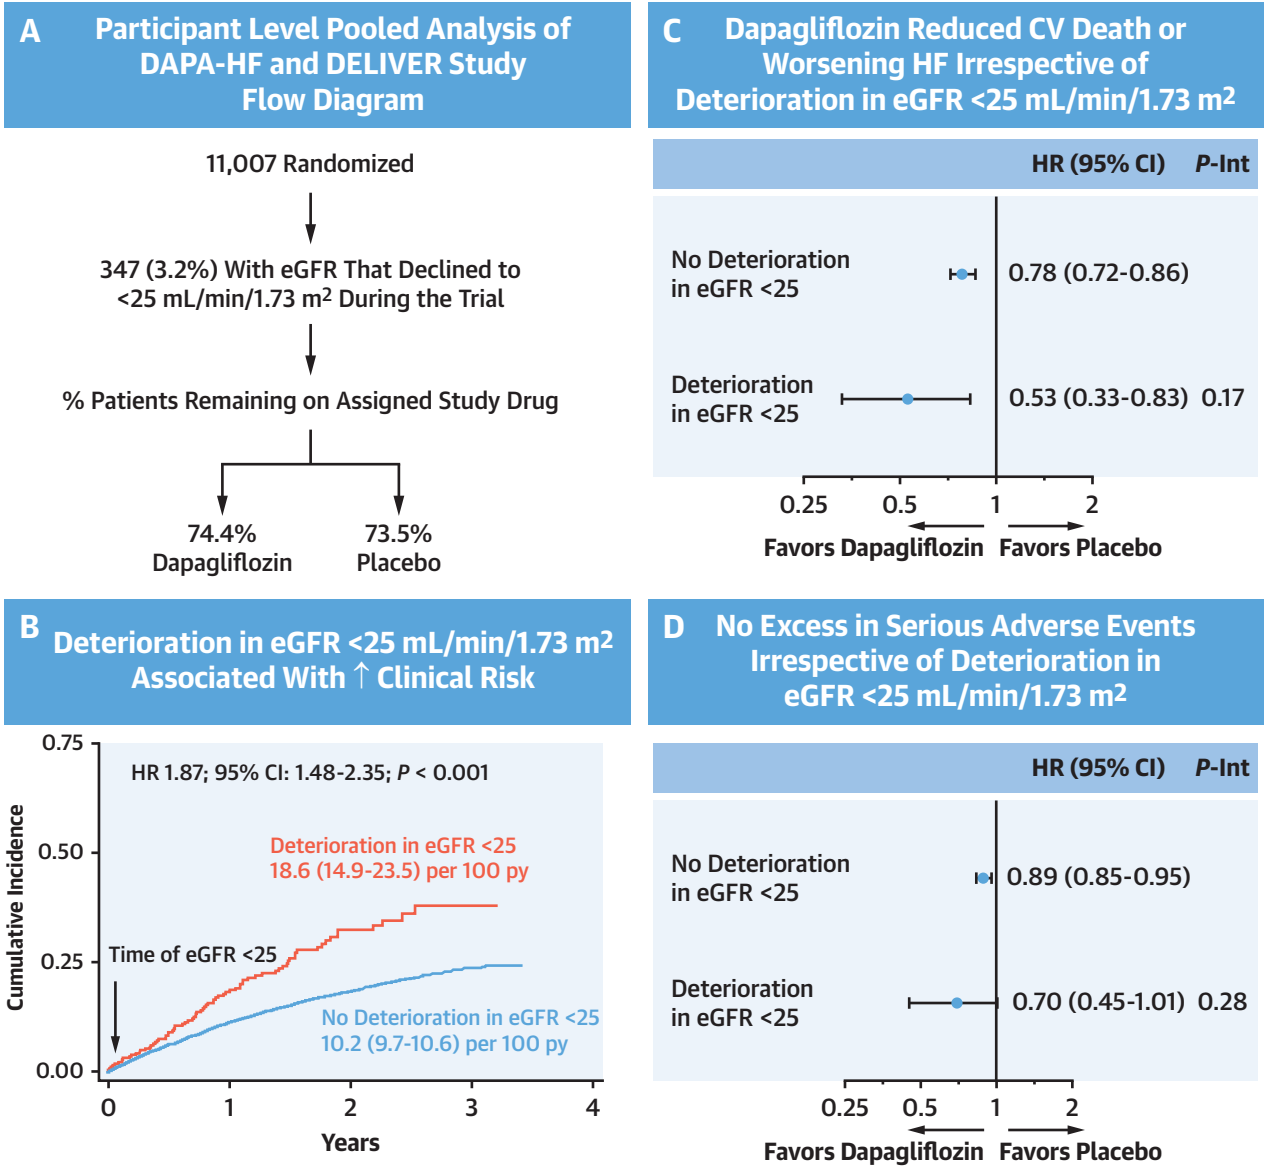 A
Participant Level Pooled Analysis of
DAPA-HF and DELIVER Study
Flow Diagram
11,007 Randomized
347 (3.2%) With eGFR That Declined to
<25 mL/min/1.73 m2 During the Trial
% Patients Remaining on Assigned Study Drug
74.4%
Dapagliflozin
73.5%
Placebo
B
Deterioration in eGFR <25 mL/min/1.73 m2
Associated With ↑ Clinical Risk
Cumulative Incidence
0.75
0.50
0.25
0.00
HR 1.87; 95% CI: 1.48-2.35; P < 0.001
Deterioration in eGFR <25
18.6 (14.9-23.5) per 100 py
Time of eGFR <25
No Deterioration in eGFR <25
10.2 (9.7-10.6) per 100 py
0 1 2 3 4
Years
C
Dapagliflozin Reduced CV Death or
Worsening HF Irrespective of
Deterioration in eGFR <25 mL/min/1.73 m2
HR (95% CI) P-Int
No Deterioration
in eGFR <25
0.78 (0.72-0.86)
Deterioration
in eGFR <25
0.53 (0.33-0.83) 0.17
0.25 0.5 1 2
Favors Dapagliflozin Favors Placebo
D
No Excess in Serious Adverse Events
Irrespective of Deterioration in
eGFR <25 mL/min/1.73 m2
HR (95% CI) P-Int
No Deterioration
in eGFR <25
0.89 (0.85-0.95)
Deterioration
in eGFR <25
0.70 (0.45-1.01) 0.28
0.25 0.5 1 2
Favors Dapagliflozin Favors Placebo